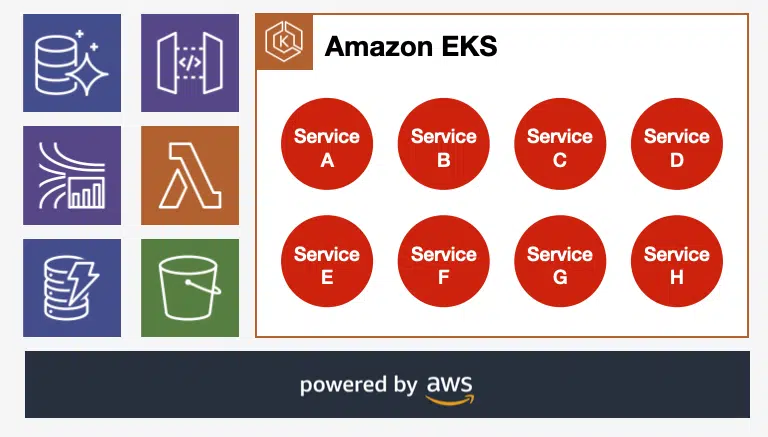 Amazon EKS
Service
A
Service
B
Service
C
Service
D
Service
E
Service
F
Service
G
Service
H
powered by aws